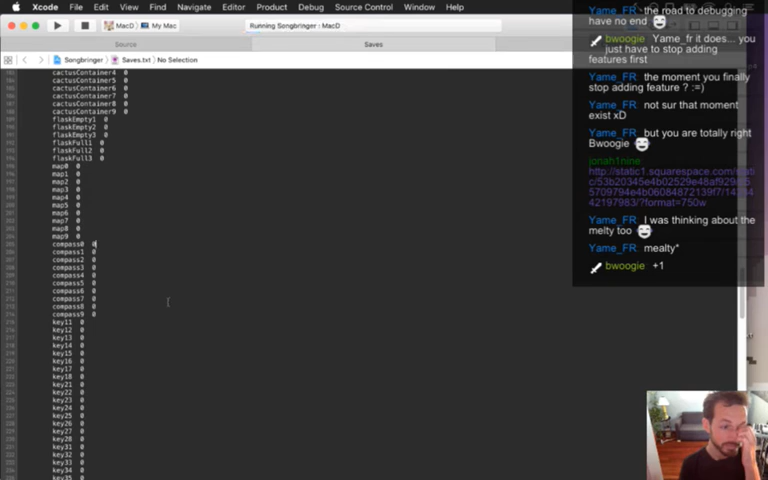 Xcode File Edit View Find Navigate Editor Product Debug Source Control Window Help
MacD
My Mac
Running Songbringer : MacD
Source
Saves
Songbringer
Saves.txt
No Selection
cactusContainer4 0
cactusContainer5 0
cactusContainer6 0
cactusContainer7 0
cactusContainer8 0
cactusContainer9 0
flaskEmpty1 0
flaskEmpty2 0
flaskEmpty3 0
flaskFull1 0
flaskFull2 0
flaskFull3 0
map0 0
map1 0
map2 0
map3 0
map4 0
map5 0
map6 0
map7 0
map8 0
map9 0
compass0 0
compass1 0
compass2 0
compass3 0
compass4 0
compass5 0
compass6 0
compass7 0
compass8 0
compass9 0
key11 0
key12 0
key13 0
key14 0
key15 0
key16 0
key17 0
key18 0
key21 0
key22 0
key23 0
key24 0
key25 0
key26 0
key27 0
key28 0
key31 0
key32 0
key33 0
key34 0
key35 0
Yame_FR the road to debugging
have no end
bwoogie Yame_fr it does... you
just have to stop adding
features first
Yame_FR the moment you finally
stop adding feature ? :=)
Yame_FR not sur that moment
exist xD
Yame_FR but you are totally right
Bwoogie
jonah1nine
http://static1.squarespace.com/stati
Yame_FR I was thinking about the
melty too
Yame_FR mealty*
bwoogie +1